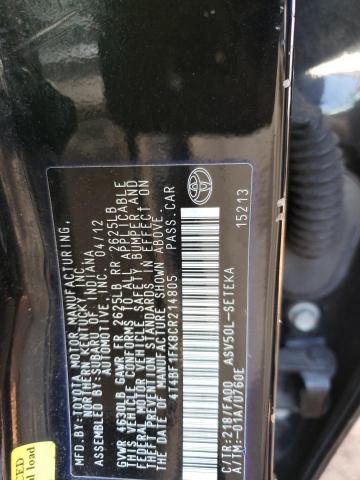 MFD.BY:TOYOTA MOTOR MANUFACTURING,
KENTUCKY INC.
ASSEMBLED BY: SUBARU OF INDIANA
AUTOMOTIVE, INC. 04/12
GVWR 4630LB GAWR FR 2625LB RR 2625LB
THIS VEHICLE CONFORMS TO ALL APPLICABLE
FEDERAL MOTOR VEHICLE SAFETY, BUMPER, AND
THEFT PREVENTION STANDARDS IN EFFECT ON
THE DATE OF MANUFACTURE SHOWN ABOVE.
4T4BF1FK8CR214805 PASS.CAR
C/TR:218/FA00 ASV50L-SETEKA
A/TM:-01A/U760E 15213
load